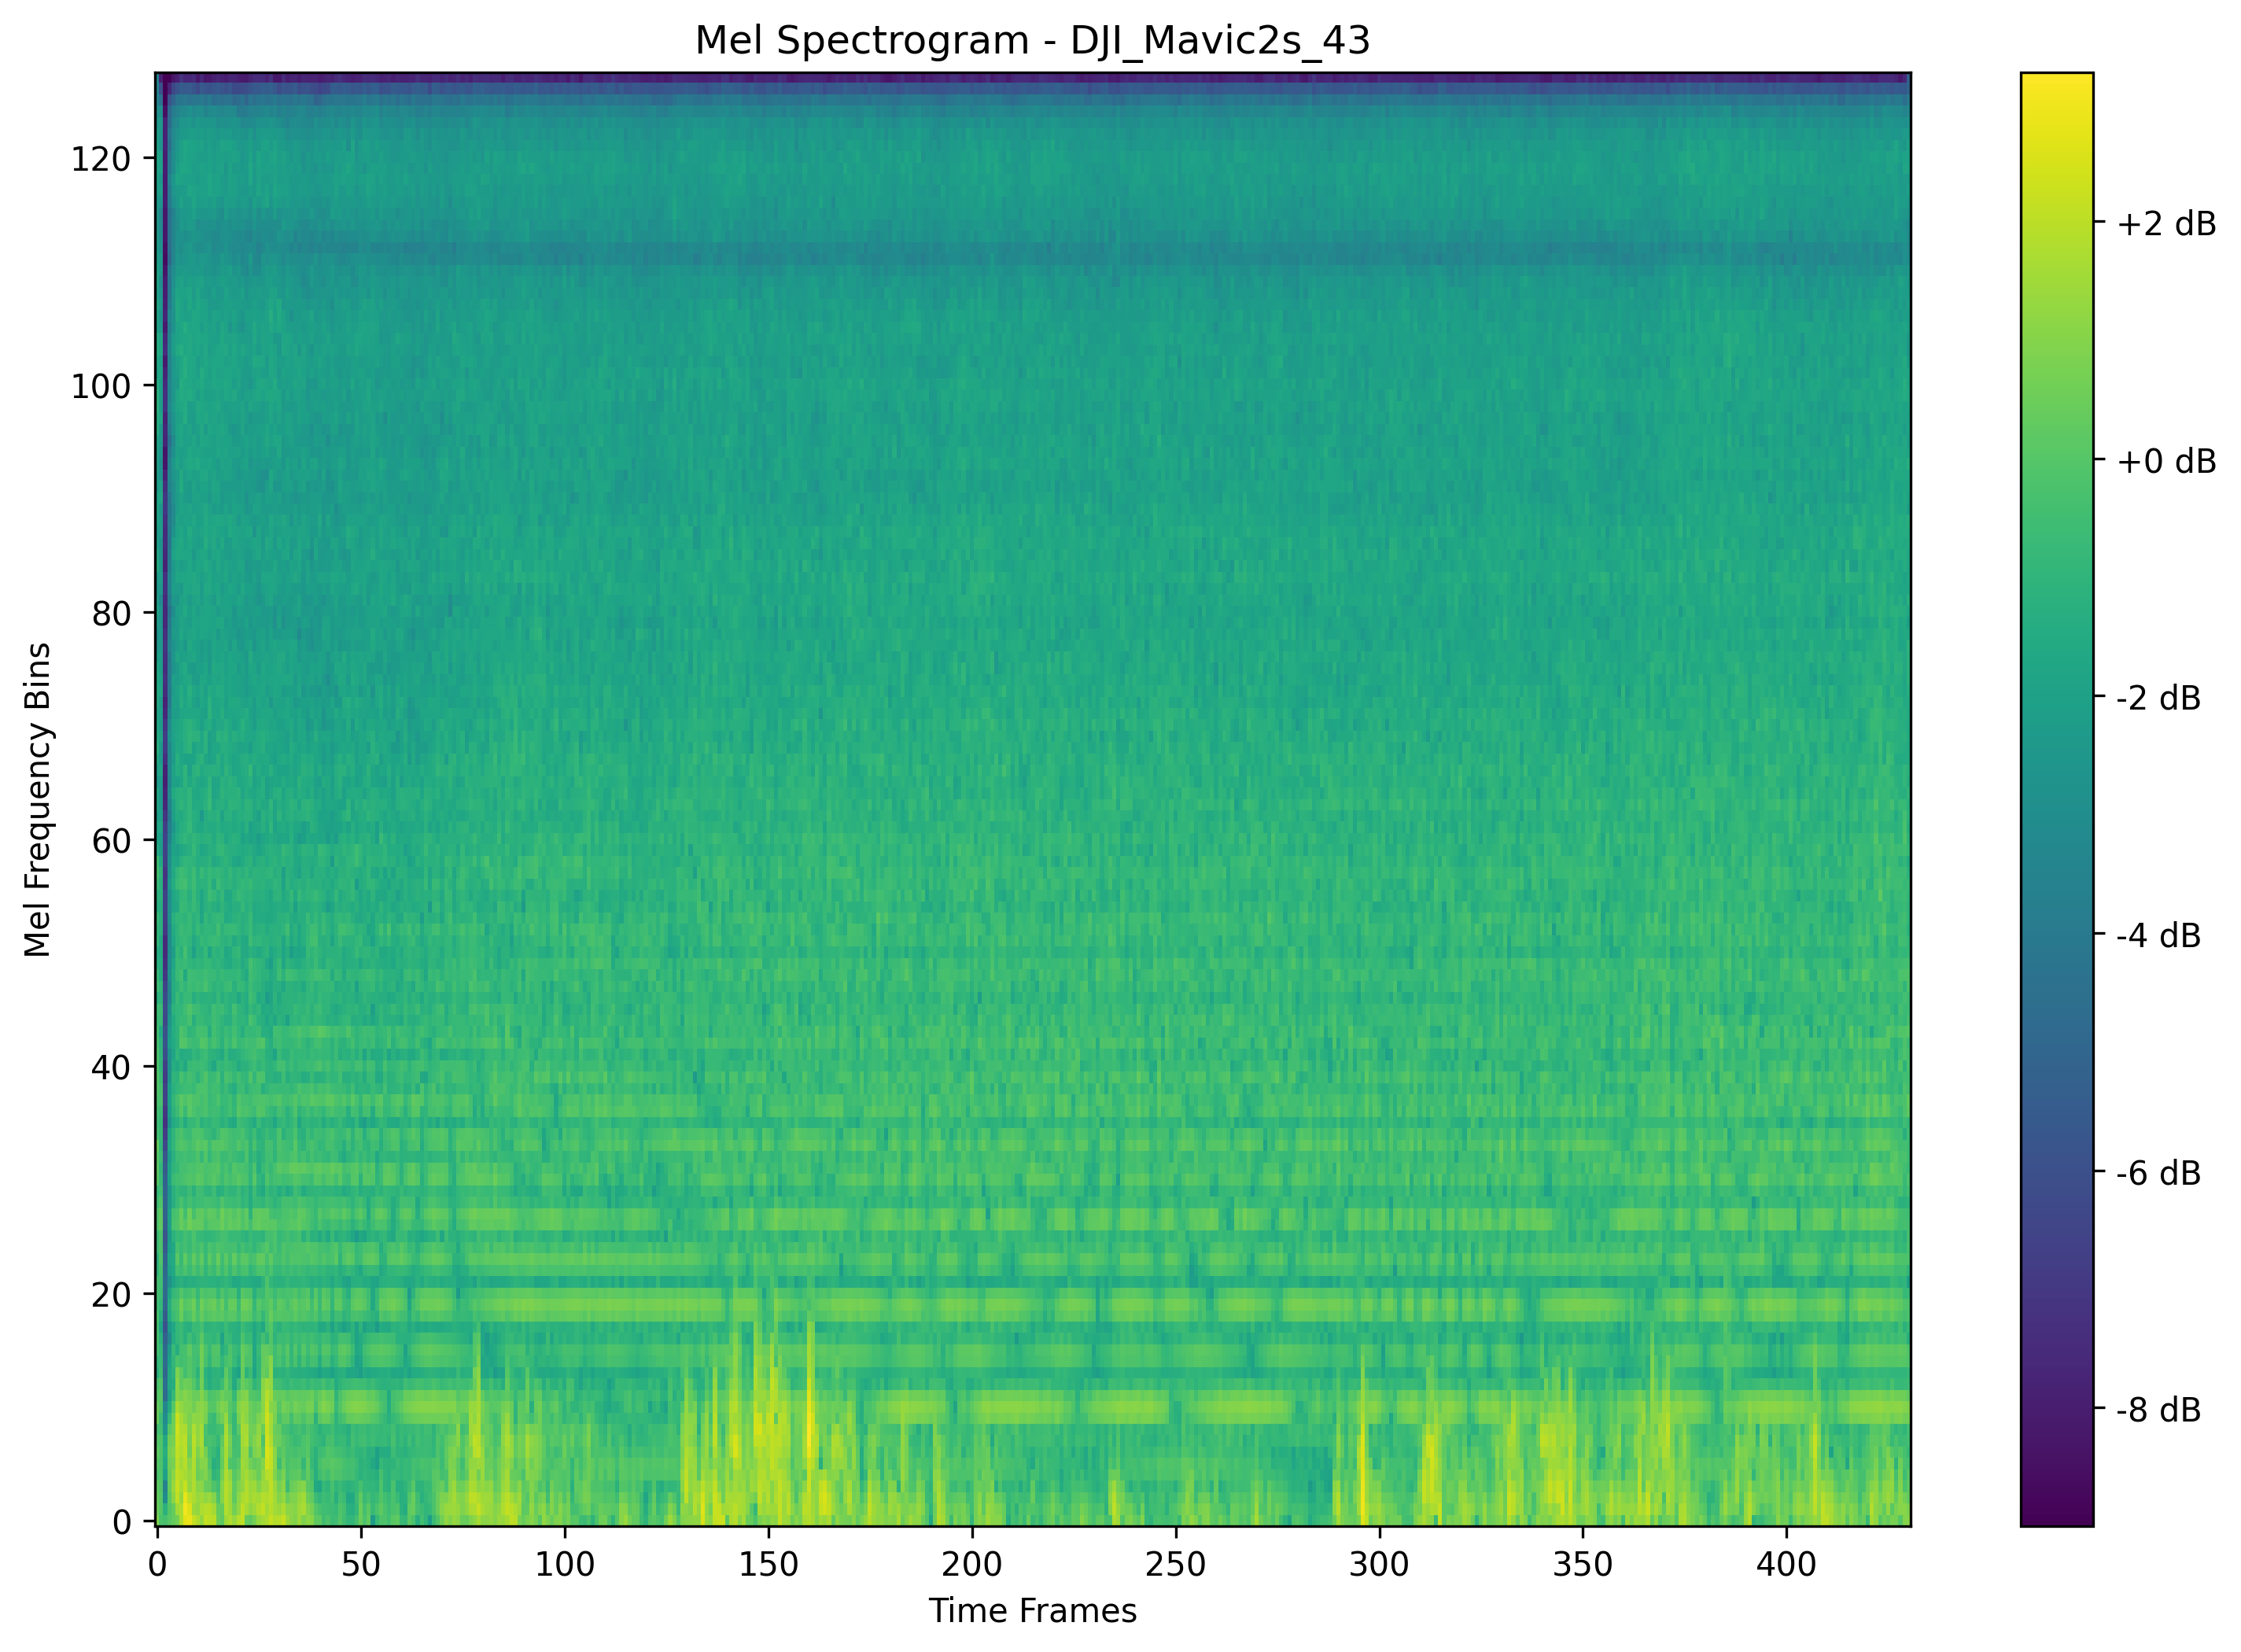 Mel Spectrogram - DJI_Mavic2s_43
Mel Frequency Bins
120
100
80
60
40
20
0
0 50 100 150 200 250 300 350 400
Time Frames
+2 dB
+0 dB
-2 dB
-4 dB
-6 dB
-8 dB